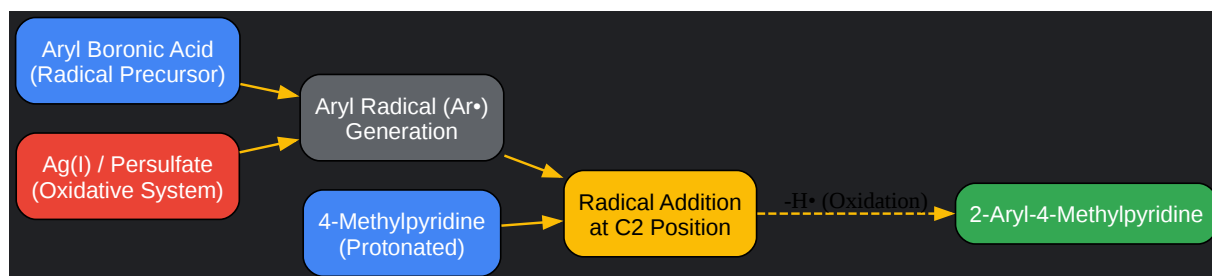 Aryl Boronic Acid
(Radical Precursor)
Ag(I) / Persulfate
(Oxidative System)
Aryl Radical (Ar•)
Generation
4-Methylpyridine
(Protonated)
Radical Addition
at C2 Position
-H• (Oxidation)
2-Aryl-4-Methylpyridine